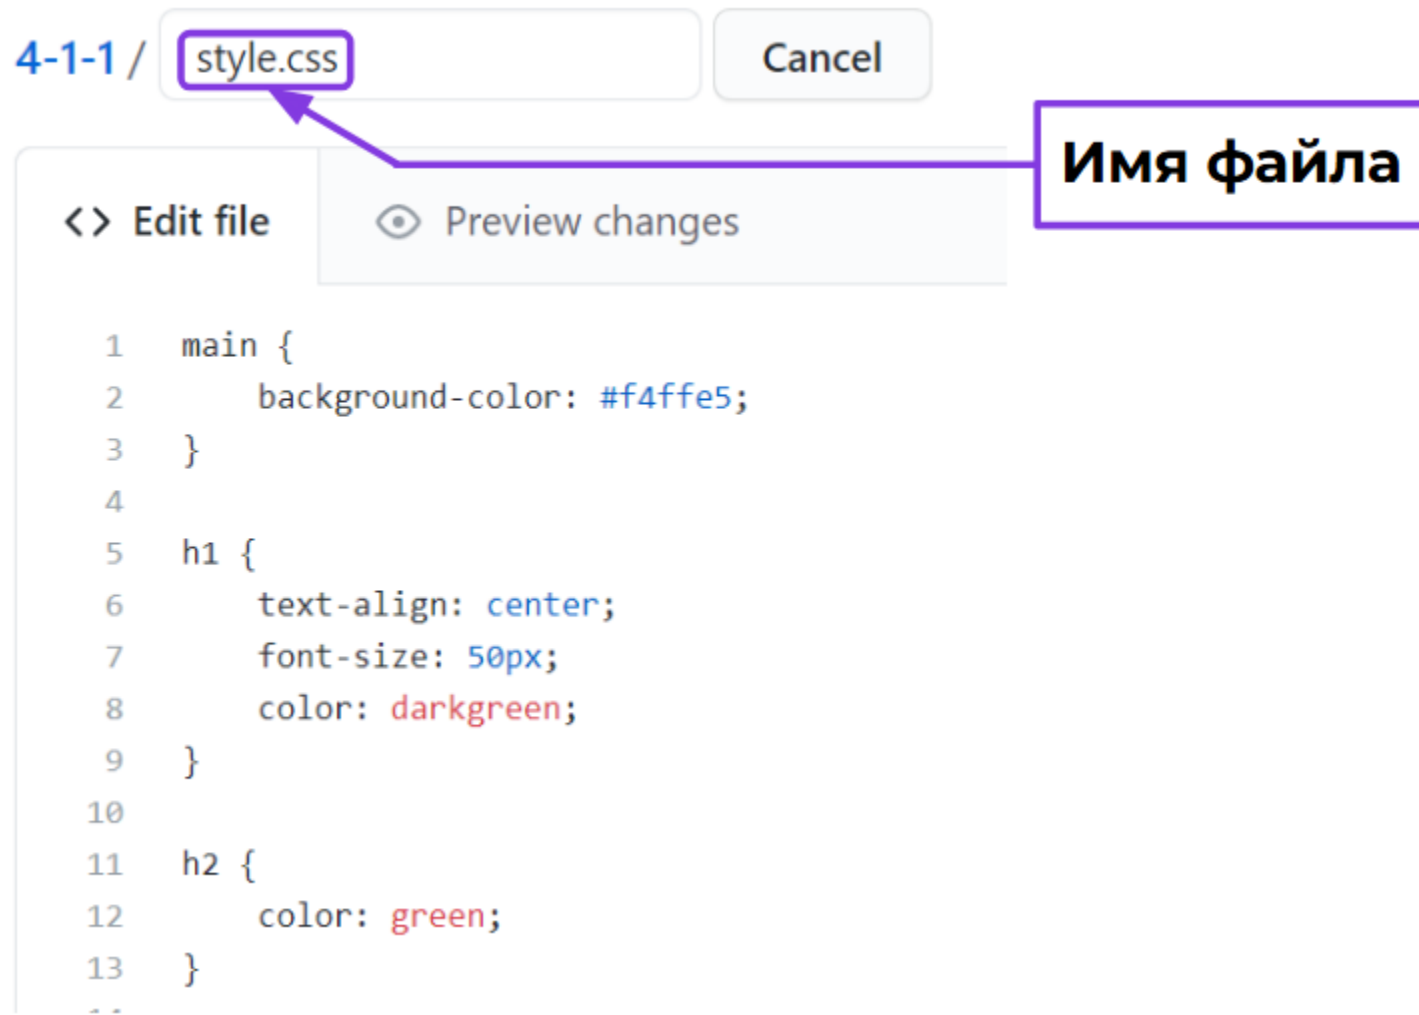 4-1-1 / style.css Cancel
Имя файла
<> Edit file Preview changes
1 main {
2 background-color: #f4ffe5;
3 }
4
5 h1 {
6 text-align: center;
7 font-size: 50px;
8 color: darkgreen;
9 }
10
11 h2 {
12 color: green;
13 }